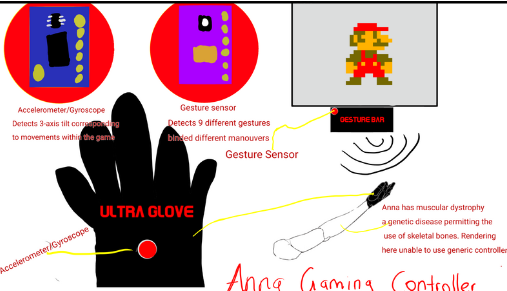 Accelerometer/Gyroscope
Detects 3-axis tilt corresponding
to movements within the game
Gesture sensor
Detects 9 different gestures
binded different manouvers
GESTURE BAR
Gesture Sensor
ULTRA GLOVE
Accelerometer/Gyroscope
Anna has muscular dystrophy
a genetic disease permitting the
use of skeletal bones. Rendering
here unable to use generic controller
Anna Gaming Controller